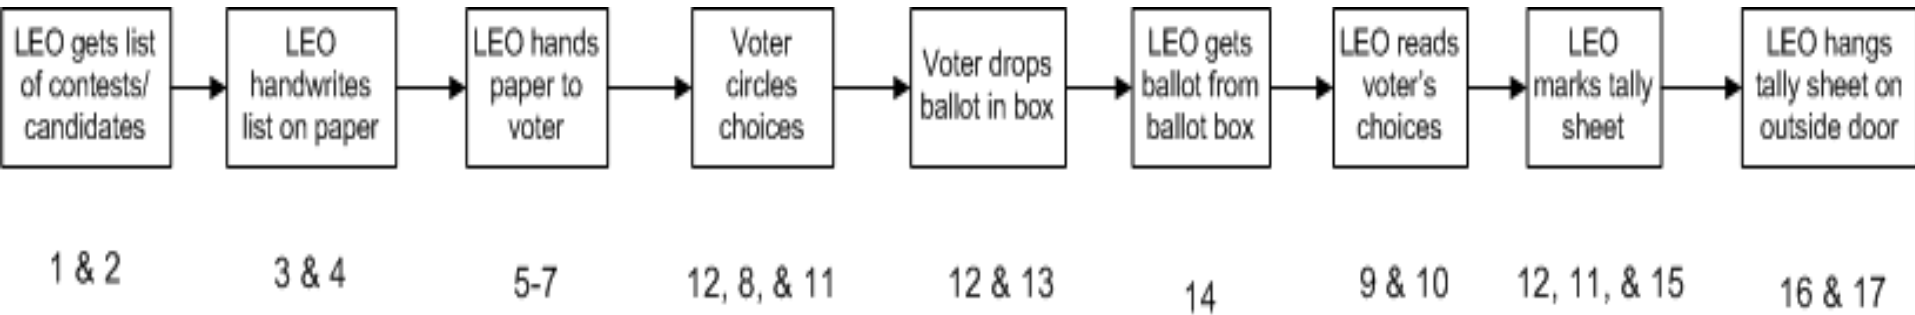 LEO gets list
of contests/
candidates
LEO
handwrites
list on paper
LEO hands
paper to
voter
Voter
circles
choices
Voter drops
ballot in box
LEO gets
ballot from
ballot box
LEO reads
voter's
choices
LEO
marks tally
sheet
LEO hangs
tally sheet on
outside door
1 & 2
3 & 4
5-7
12, 8, & 11
12 & 13
14
9 & 10
12, 11, & 15
16 & 17